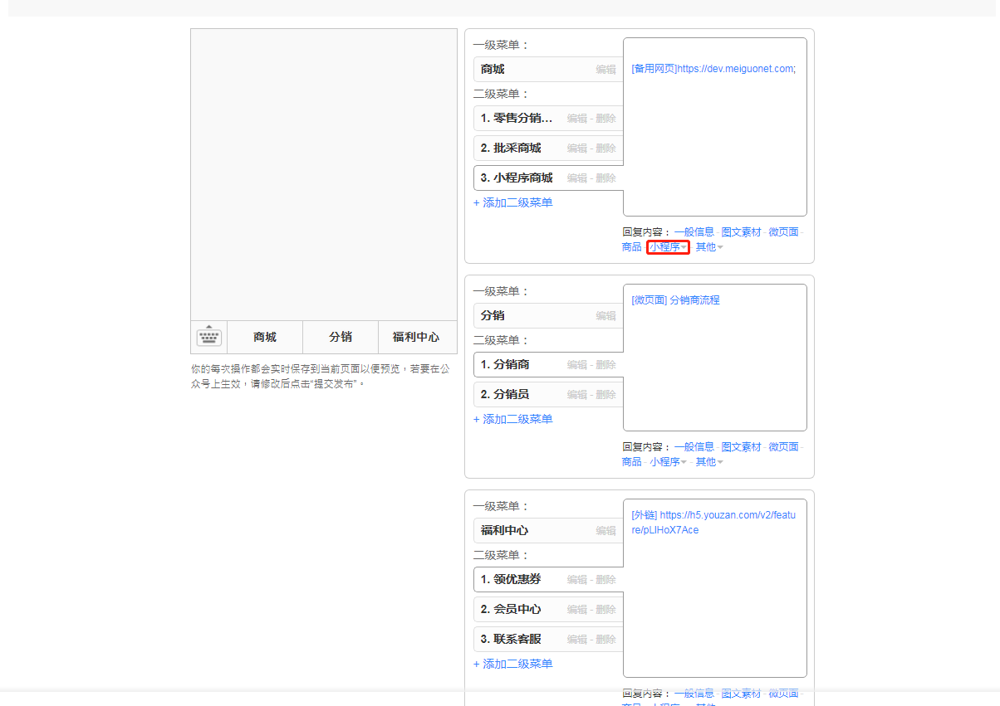 一级菜单：
商城 编辑
二级菜单：
1. 零售分销... 编辑 - 删除
2. 批采商城 编辑 - 删除
3. 小程序商城 编辑 - 删除
+ 添加二级菜单
[备用网页]https://dev.meiguonet.com;
回复内容： 一般信息 - 图文素材 - 微页面 -
商品 - 小程序 - 其他
商城 分销 福利中心
你的每次操作都会实时保存到当前页面以便预览，若要在公
众号上生效，请修改后点击“提交发布”。
一级菜单：
分销 编辑
二级菜单：
1. 分销商 编辑 - 删除
2. 分销员 编辑 - 删除
+ 添加二级菜单
[微页面] 分销商流程
回复内容： 一般信息 - 图文素材 - 微页面 -
商品 - 小程序 - 其他
一级菜单：
福利中心 编辑
二级菜单：
1. 领优惠券 编辑 - 删除
2. 会员中心 编辑 - 删除
3. 联系客服 编辑 - 删除
+ 添加二级菜单
[外链] https://h5.youzan.com/v2/featu
re/pLlHoX7Ace
回复内容： 一般信息 - 图文素材 - 微页面 -
商品 - 小程序 - 其他